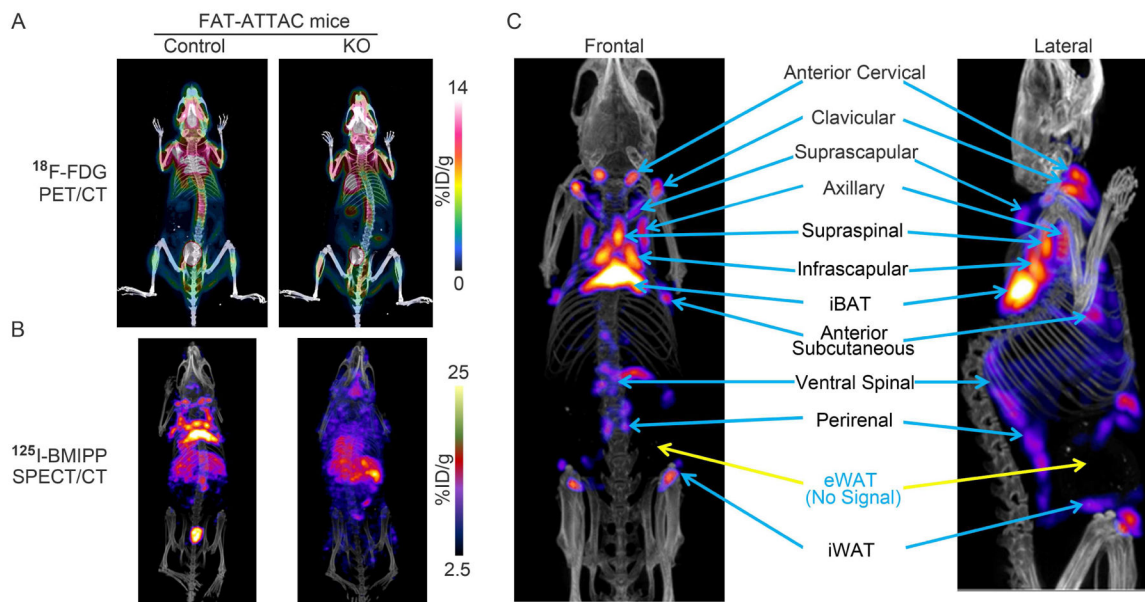 A
FAT-ATTAC mice
Control
KO
¹⁸F-FDG
PET/CT
14
%ID/g
0
B
¹²⁵I-BMIPP
SPECT/CT
25
%ID/g
2.5
C
Frontal
Lateral
Anterior Cervical
Clavicular
Suprascapular
Axillary
Supraspinal
Infrascapular
iBAT
Anterior
Subcutaneous
Ventral Spinal
Perirenal
eWAT
(No Signal)
iWAT